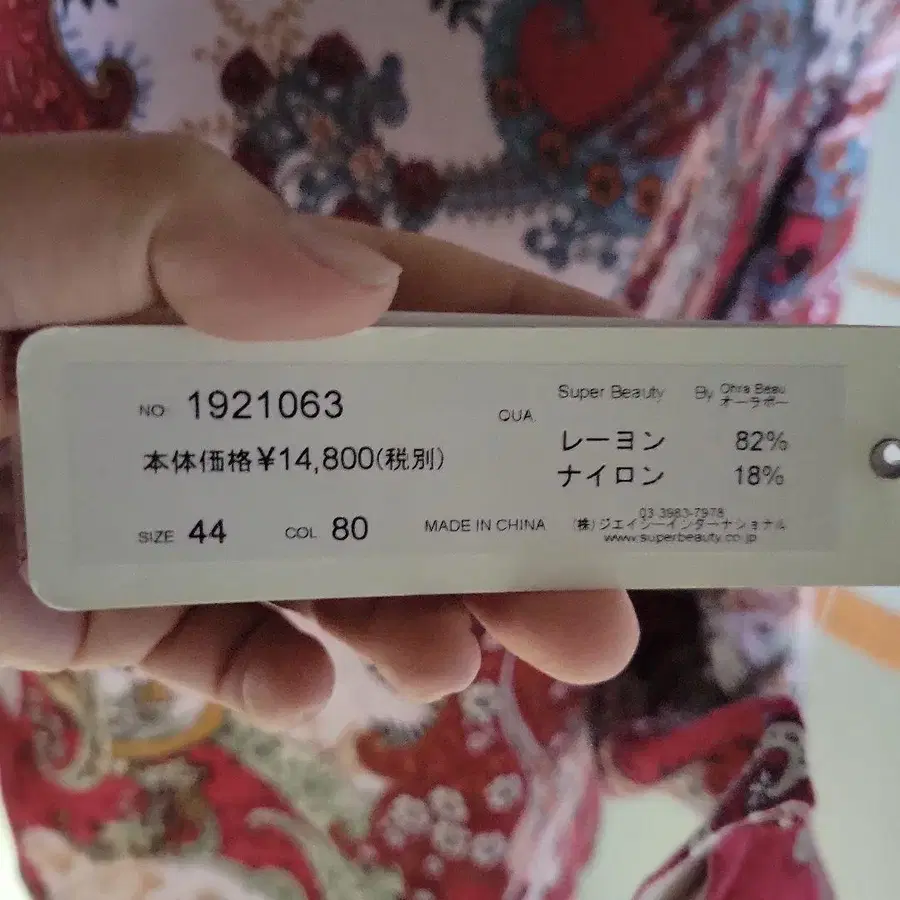 NO 1921063
本体価格¥14,800(税別)
SIZE 44 COL 80
MADE IN CHINA
QUA
Super Beauty By Ohra Beau
オーラボー
レーヨン 82%
ナイロン 18%
03 3983-7978
(株)ジェイシーインターナショナル
www.superbeauty.co.jp